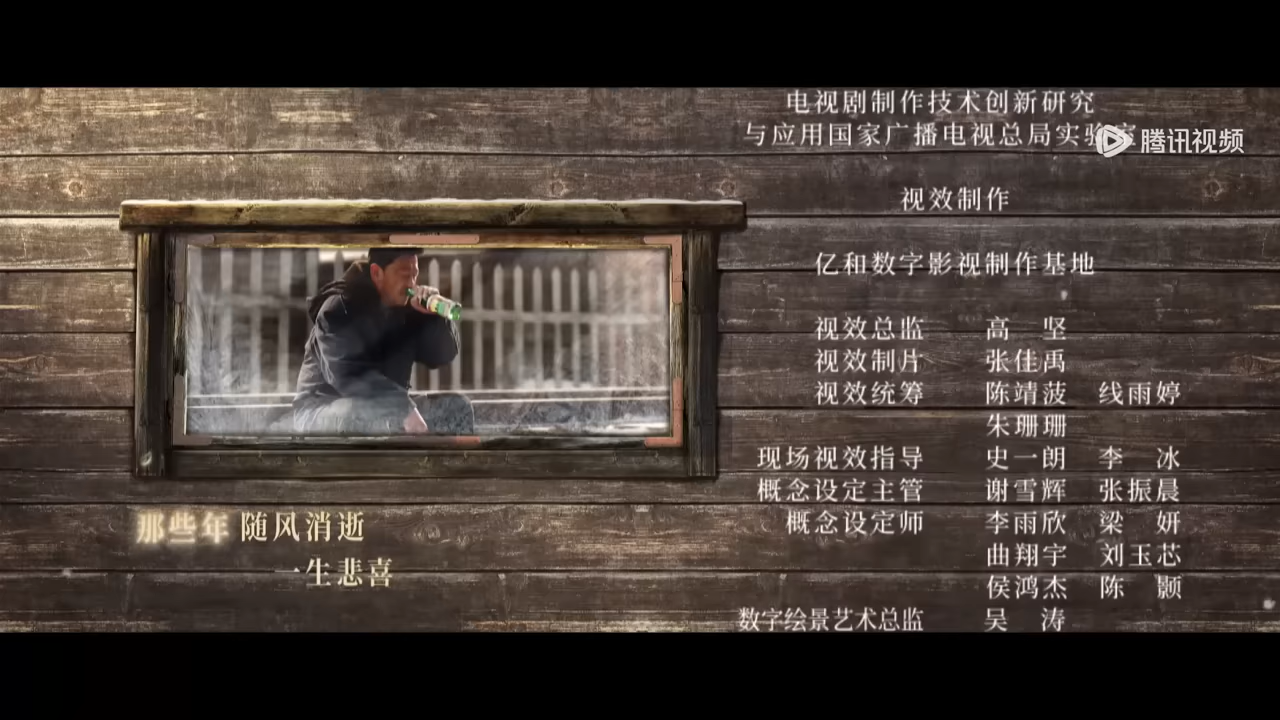 电视剧制作技术创新研究
与应用国家广播电视总局实验室
腾讯视频
视效制作
亿和数字影视制作基地
视效总监 高 坚
视效制片 张佳禹
视效统筹 陈靖菠 线雨婷
朱珊珊
现场视效指导 史一朗 李 冰
概念设定主管 谢雪辉 张振晨
概念设定师 李雨欣 梁 妍
曲翔宇 刘玉芯
侯鸿杰 陈 颢
数字绘景艺术总监 吴 涛
那些年 随风消逝
一生悲喜